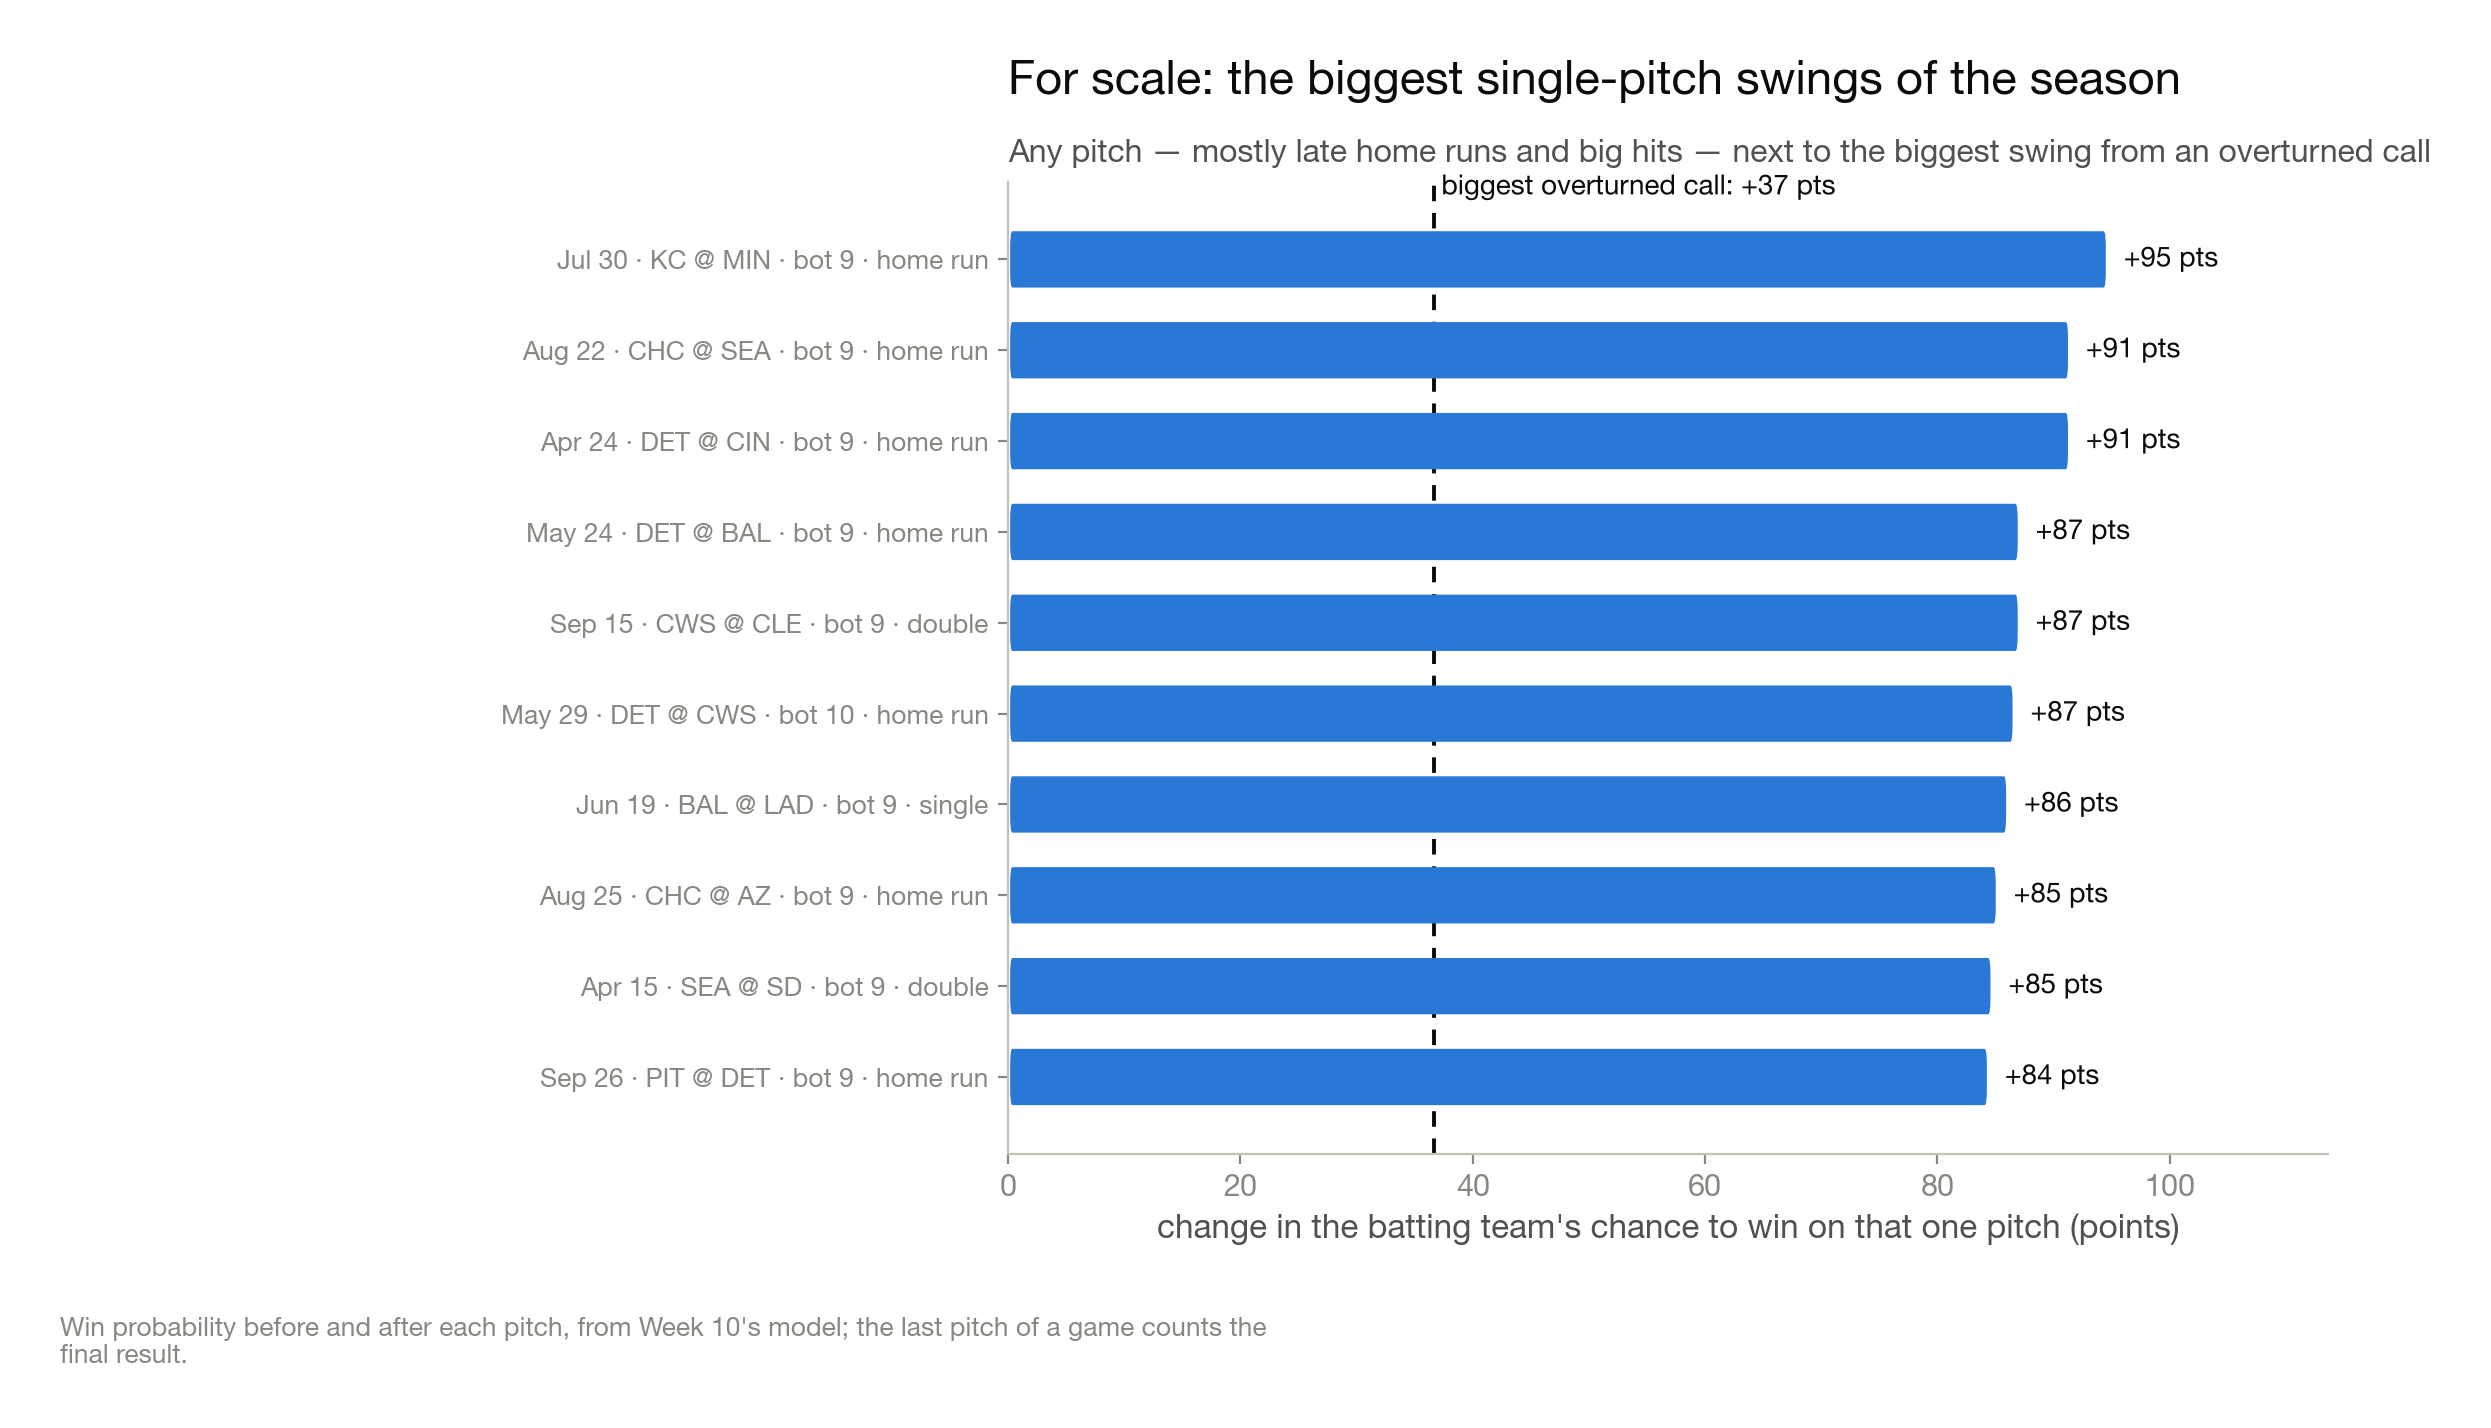 For scale: the biggest single-pitch swings of the season
Any pitch — mostly late home runs and big hits — next to the biggest swing from an overturned call
biggest overturned call: +37 pts
Jul 30 · KC @ MIN · bot 9 · home run +95 pts
Aug 22 · CHC @ SEA · bot 9 · home run +91 pts
Apr 24 · DET @ CIN · bot 9 · home run +91 pts
May 24 · DET @ BAL · bot 9 · home run +87 pts
Sep 15 · CWS @ CLE · bot 9 · double +87 pts
May 29 · DET @ CWS · bot 10 · home run +87 pts
Jun 19 · BAL @ LAD · bot 9 · single +86 pts
Aug 25 · CHC @ AZ · bot 9 · home run +85 pts
Apr 15 · SEA @ SD · bot 9 · double +85 pts
Sep 26 · PIT @ DET · bot 9 · home run +84 pts
0 20 40 60 80 100
change in the batting team's chance to win on that one pitch (points)
Win probability before and after each pitch, from Week 10's model; the last pitch of a game counts the
final result.